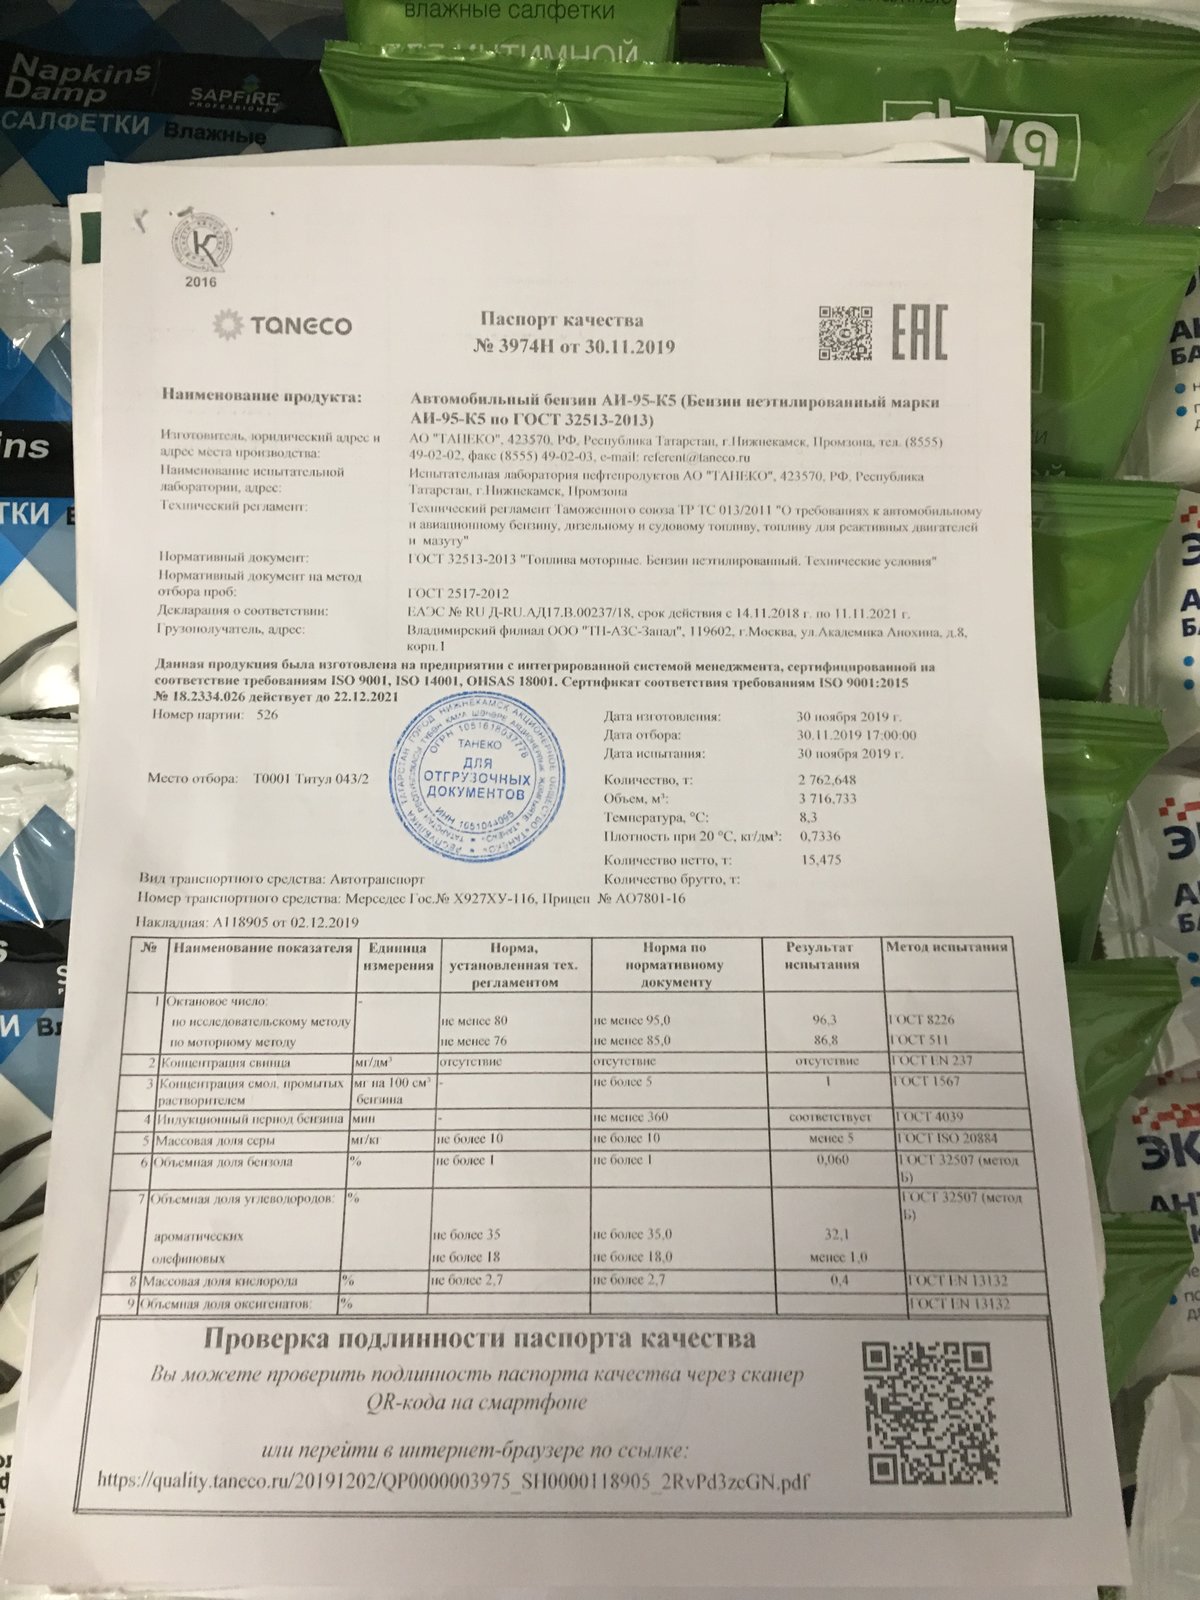 влажные салфетки
ДЛЯ ИНТИМНОЙ
Napkins
Damp
SAPFIRE
PROFESSIONAL
САЛФЕТКИ Влажные
diva
2016
TANECO
Паспорт качества
№ 3974Н от 30.11.2019
ЕАС
Наименование продукта: Автомобильный бензин АИ-95-К5 (Бензин неэтилированный марки
АИ-95-К5 по ГОСТ 32513-2013)
Изготовитель, юридический адрес и адрес места производства: АО "ТАНЕКО", 423570, РФ, Республика Татарстан, г.Нижнекамск, Промзона, тел. (8555)
49-02-02, факс (8555) 49-02-03, e-mail: referent@taneco.ru
Наименование испытательной лаборатории, адрес: Испытательная лаборатория нефтепродуктов АО "ТАНЕКО", 423570, РФ, Республика
Татарстан, г.Нижнекамск, Промзона
Технический регламент: Технический регламент Таможенного союза ТР ТС 013/2011 "О требованиях к автомобильному
и авиационному бензину, дизельному и судовому топливу, топливу для реактивных двигателей
и мазуту"
Нормативный документ: ГОСТ 32513-2013 "Топлива моторные. Бензин неэтилированный. Технические условия"
Нормативный документ на метод
отбора проб: ГОСТ 2517-2012
Декларация о соответствии: ЕАЭС № RU Д-RU.АД17.В.00237/18, срок действия с 14.11.2018 г. по 11.11.2021 г.
Грузополучатель, адрес: Владимирский филиал ООО "ТН-АЗС-Запад", 119602, г.Москва, ул.Академика Анохина, д.8,
корп.1
Данная продукция была изготовлена на предприятии с интегрированной системой менеджмента, сертифицированной на
соответствие требованиям ISO 9001, ISO 14001, OHSAS 18001. Сертификат соответствия требованиям ISO 9001:2015
№ 18.2334.026 действует до 22.12.2021
Номер партии: 526
Дата изготовления: 30 ноября 2019 г.
Дата отбора: 30.11.2019 17:00:00
Дата испытания: 30 ноября 2019 г.
Место отбора: Т0001 Титул 043/2
Количество, т: 2 762,648
Объем, м³: 3 716,733
Температура, °С: 8,3
Плотность при 20 °С, кг/дм³: 0,7336
Количество нетто, т: 15,475
Количество брутто, т:
ТАНЕКО
ДЛЯ
ОТГРУЗОЧНЫХ
ДОКУМЕНТОВ
Вид транспортного средства: Автотранспорт
Номер транспортного средства: Мерседес Гос.№ Х927ХУ-116, Прицеп № АО7801-16
Накладная: А118905 от 02.12.2019
№ Наименование показателя Единица измерения Норма, установленная тех. регламентом Норма по нормативному документу Результат испытания Метод испытания
1 Октановое число: -
по исследовательскому методу не менее 80 не менее 95,0 96,3 ГОСТ 8226
по моторному методу не менее 76 не менее 85,0 86,8 ГОСТ 511
2 Концентрация свинца мг/дм³ отсутствие отсутствие отсутствие ГОСТ EN 237
3 Концентрация смол, промытых растворителем мг на 100 см³ бензина - не более 5 1 ГОСТ 1567
4 Индукционный период бензина мин - не менее 360 соответствует ГОСТ 4039
5 Массовая доля серы мг/кг не более 10 не более 10 менее 5 ГОСТ ISO 20884
6 Объемная доля бензола % не более 1 не более 1 0,060 ГОСТ 32507 (метод Б)
7 Объемная доля углеводородов: % ГОСТ 32507 (метод Б)
ароматических не более 35 не более 35,0 32,1
олефиновых не более 18 не более 18,0 менее 1,0
8 Массовая доля кислорода % не более 2,7 не более 2,7 0,4 ГОСТ EN 13132
9 Объемная доля оксигенатов: % ГОСТ EN 13132
Проверка подлинности паспорта качества
Вы можете проверить подлинность паспорта качества через сканер
QR-кода на смартфоне
или перейти в интернет-браузере по ссылке:
https://quality.taneco.ru/20191202/QP0000003975_SH0000118905_2RvPd3zcGN.pdf